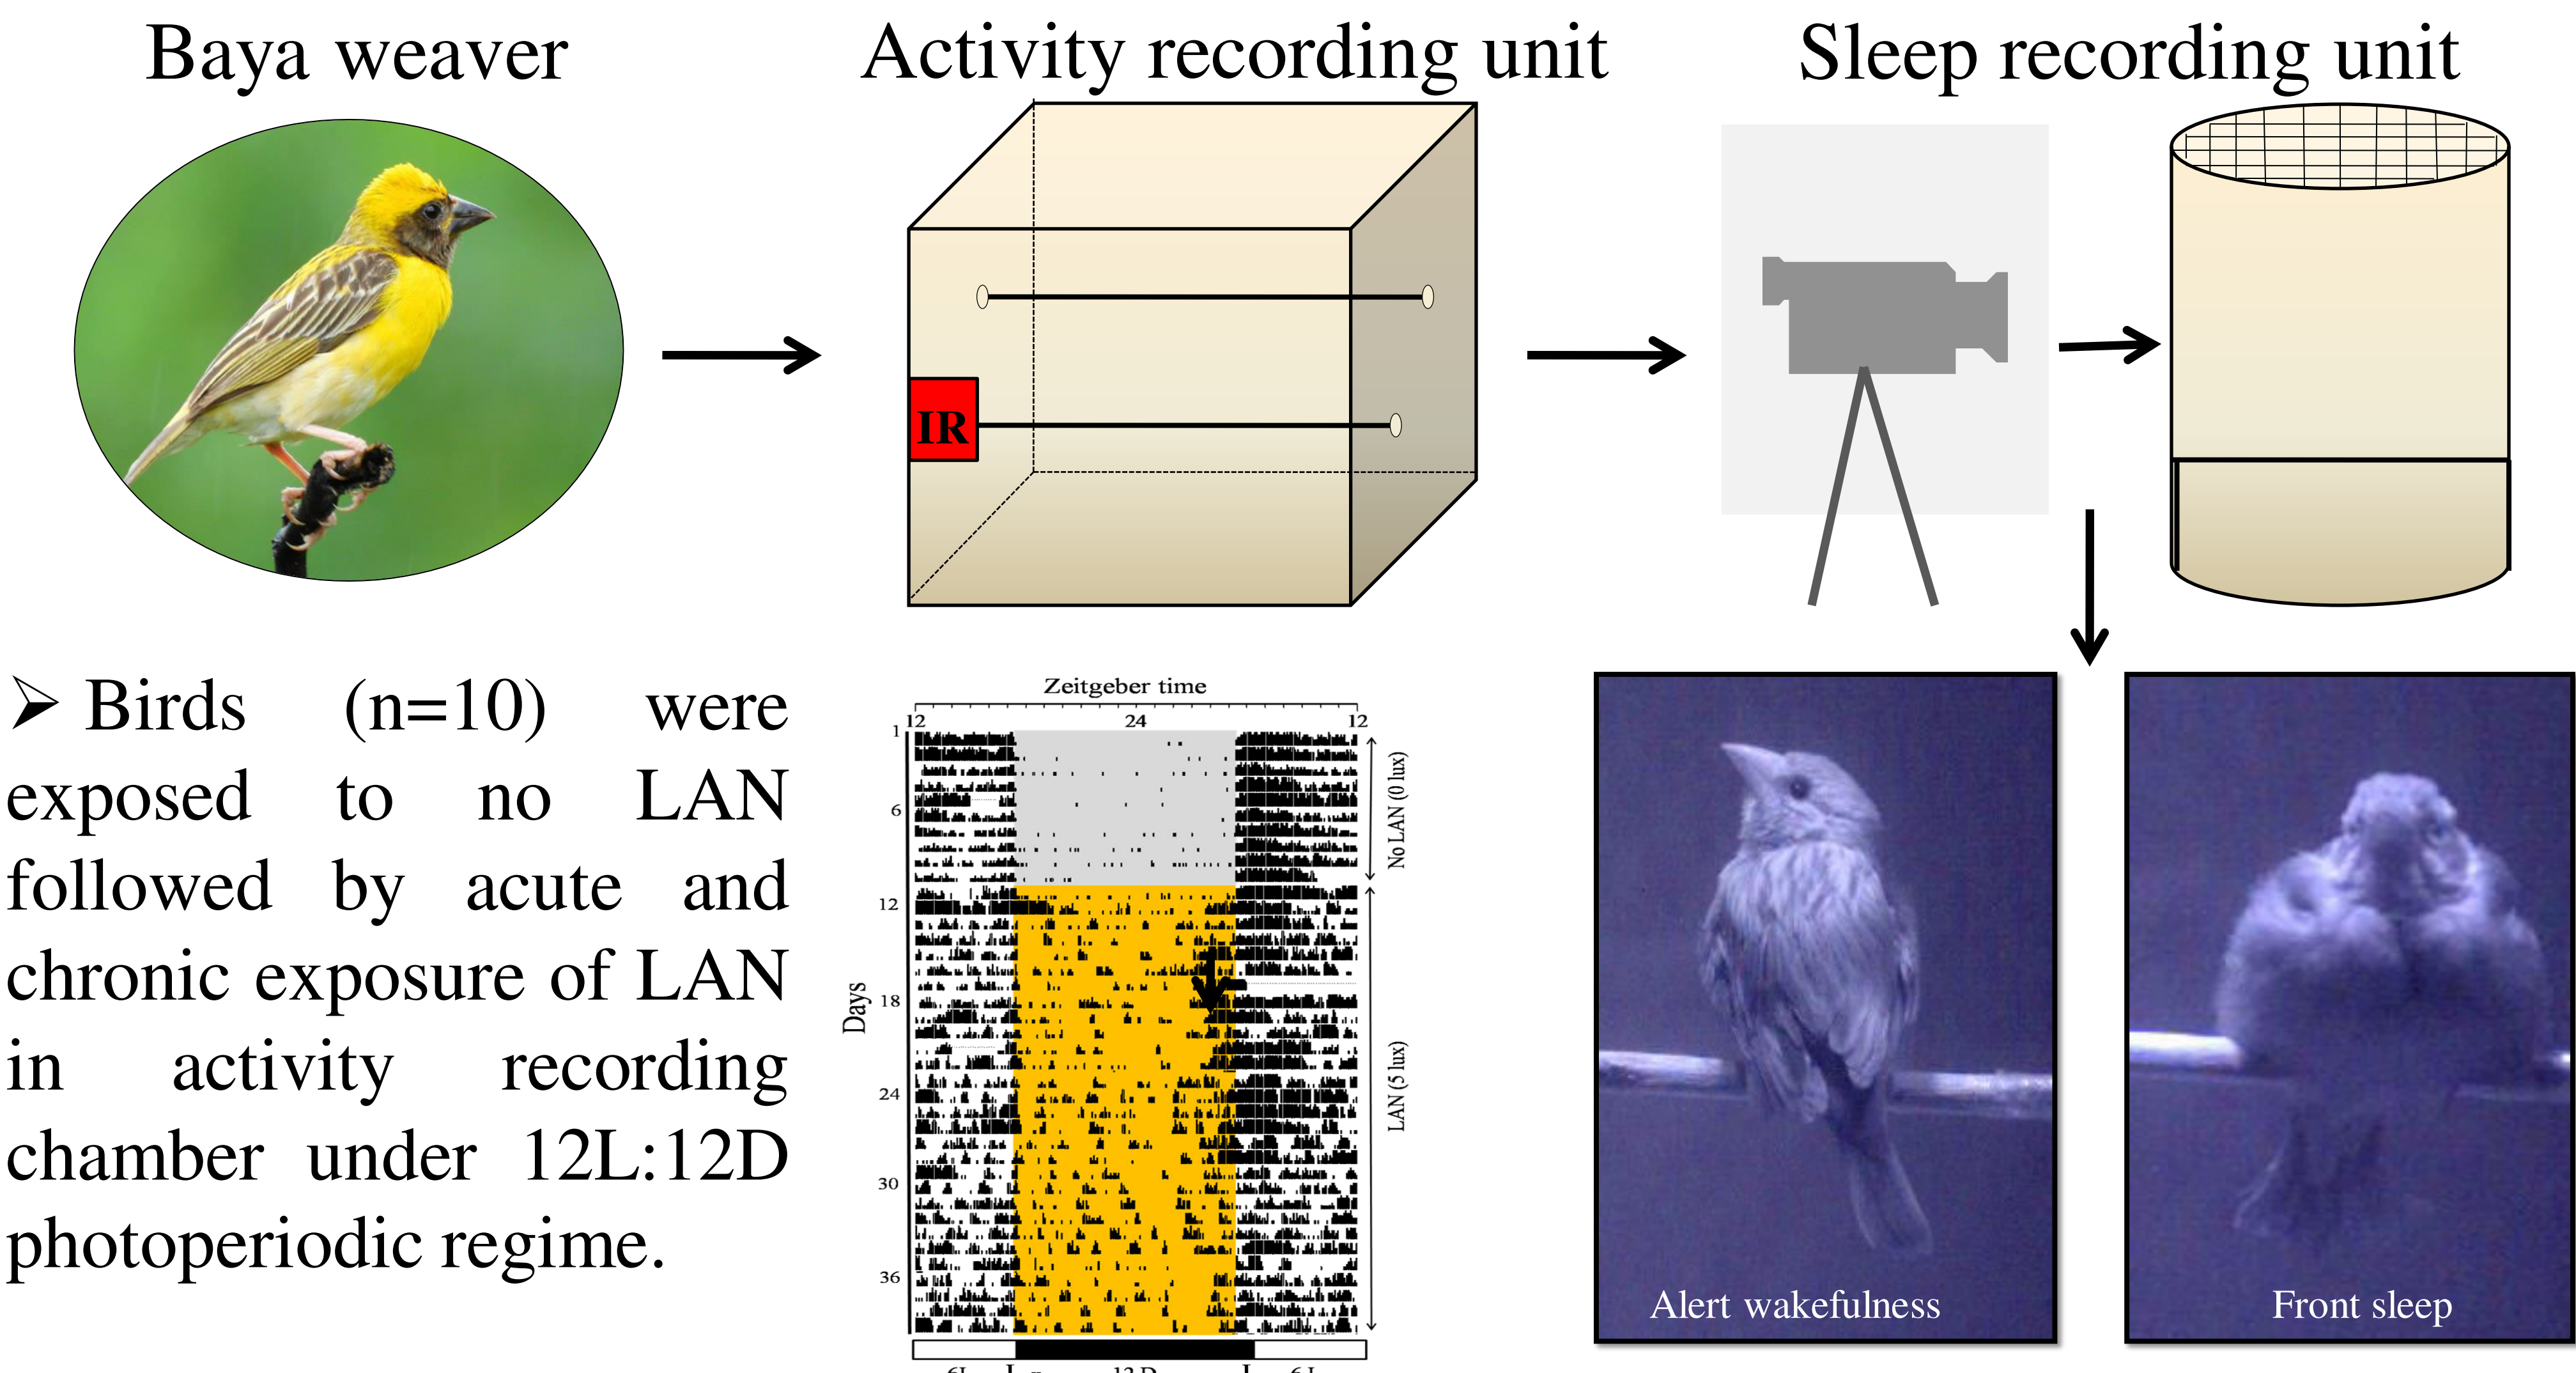 Baya weaver
Activity recording unit
Sleep recording unit
IR
➢ Birds (n=10) were
exposed to no LAN
followed by acute and
chronic exposure of LAN
in activity recording
chamber under 12L:12D
photoperiodic regime.
Zeitgeber time
12 24 12
1
6
12
18
24
30
36
Days
No LAN (0 lux)
LAN (5 lux)
Alert wakefulness
Front sleep